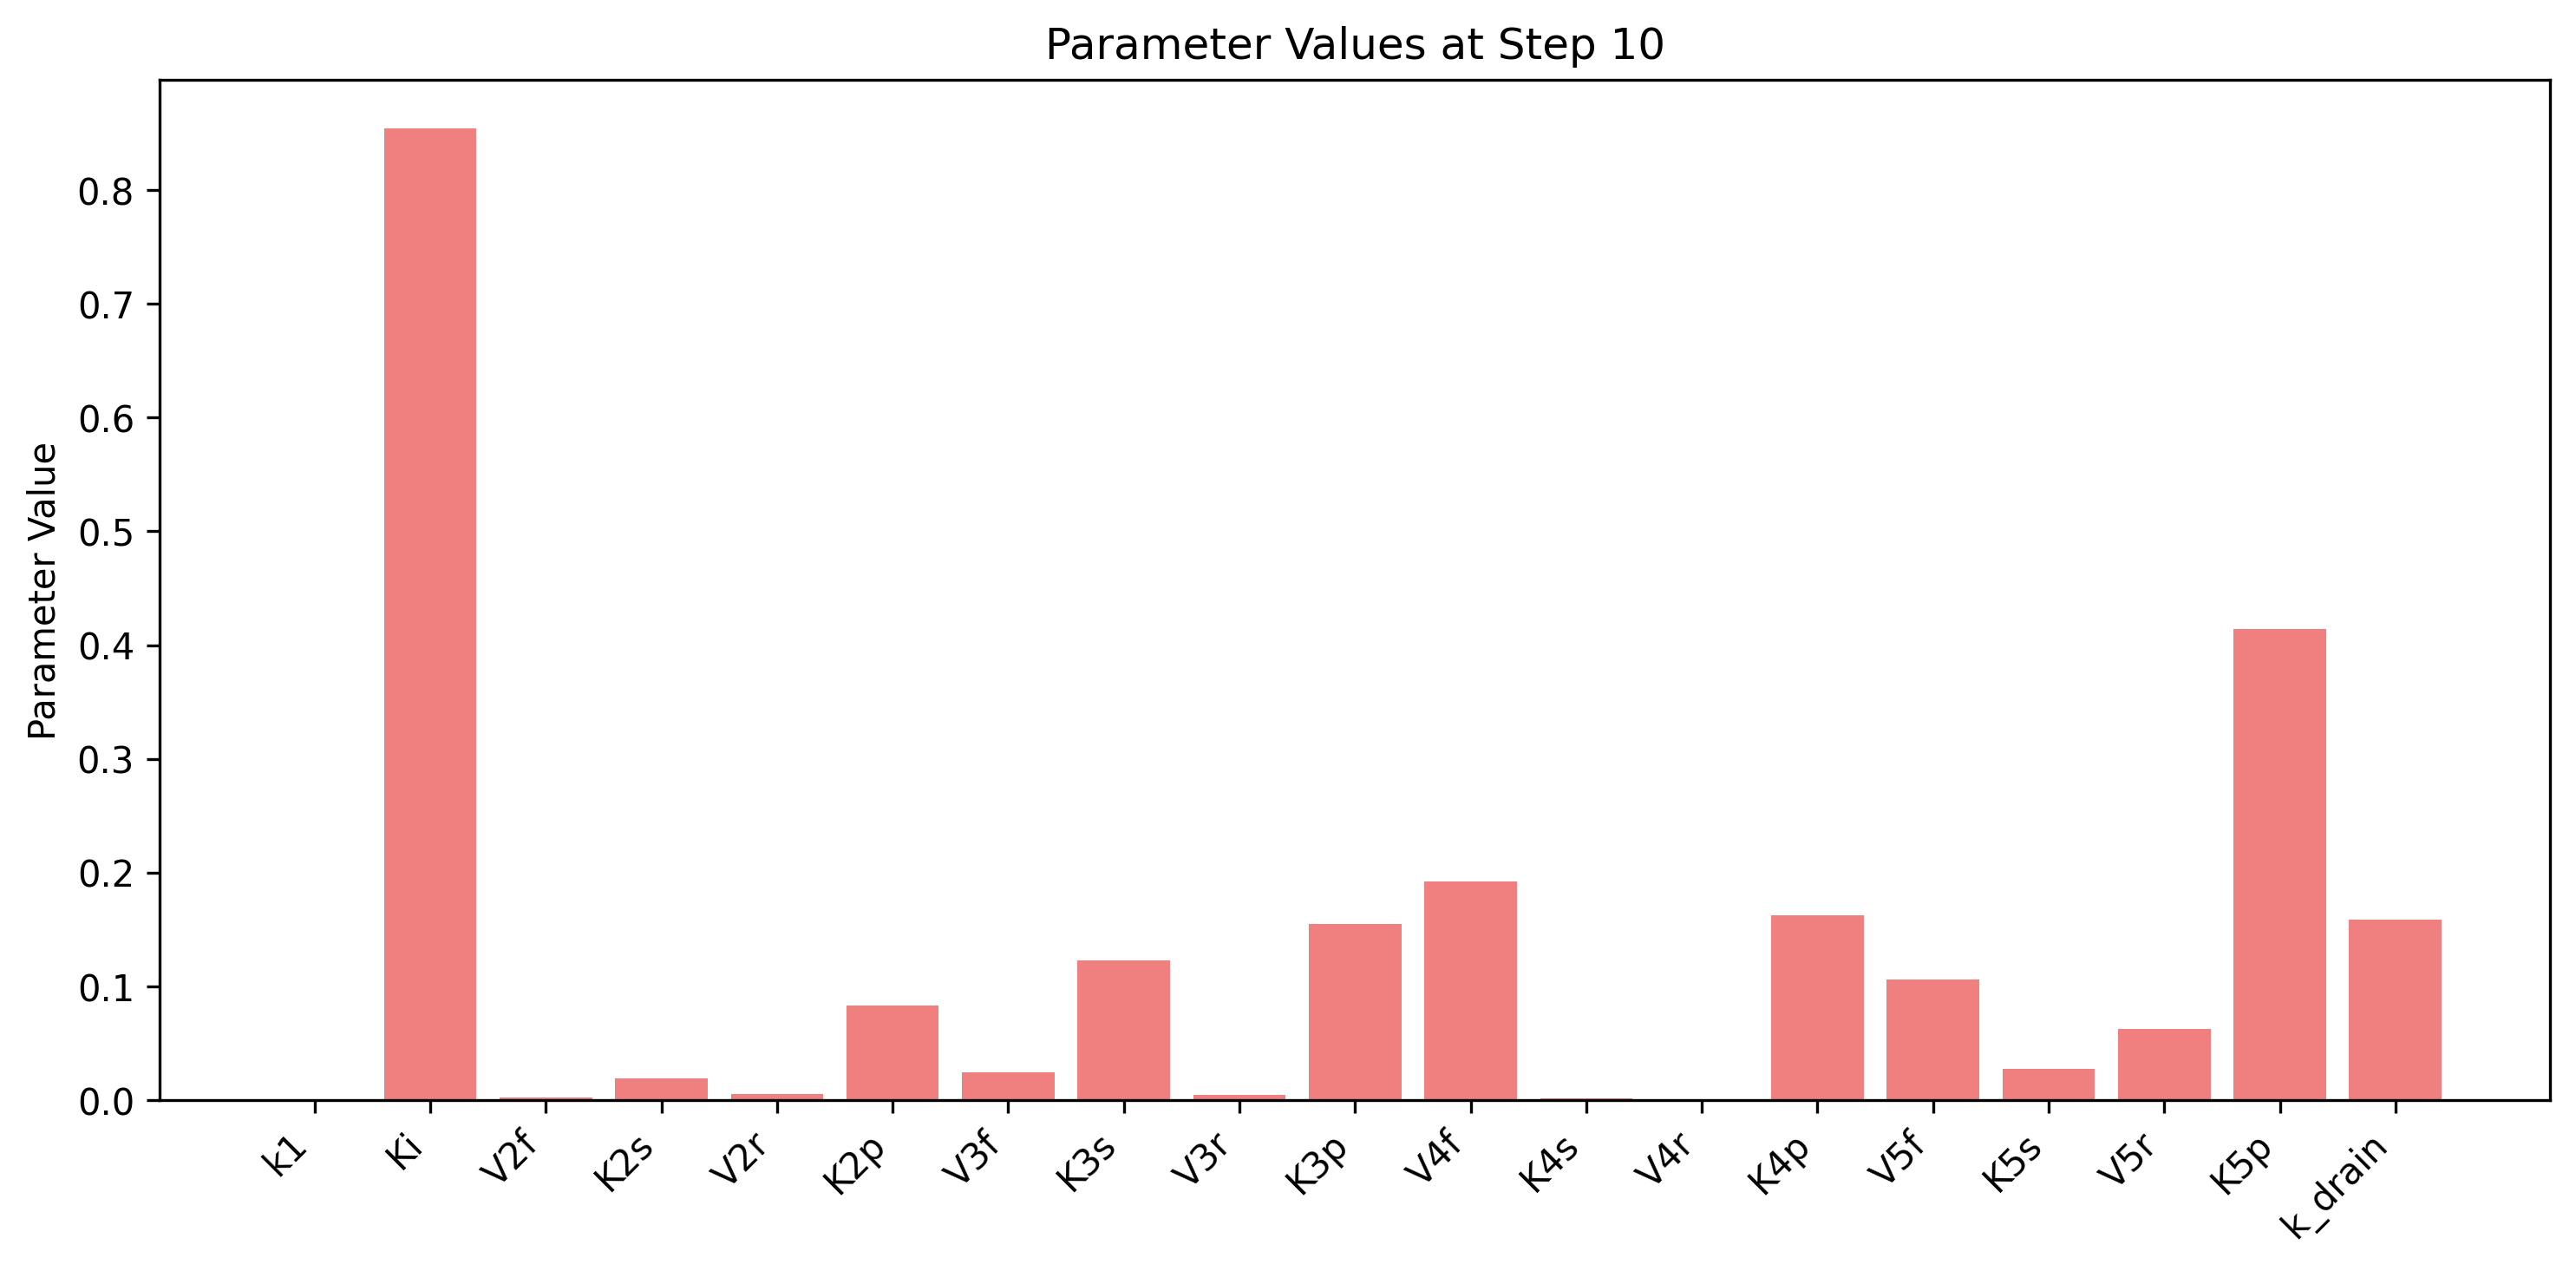 Parameter Values at Step 10
Parameter Value
0.8
0.7
0.6
0.5
0.4
0.3
0.2
0.1
0.0
k1
Ki
V2f
K2s
V2r
K2p
V3f
K3s
V3r
K3p
V4f
K4s
V4r
K4p
V5f
K5s
V5r
K5p
k_drain